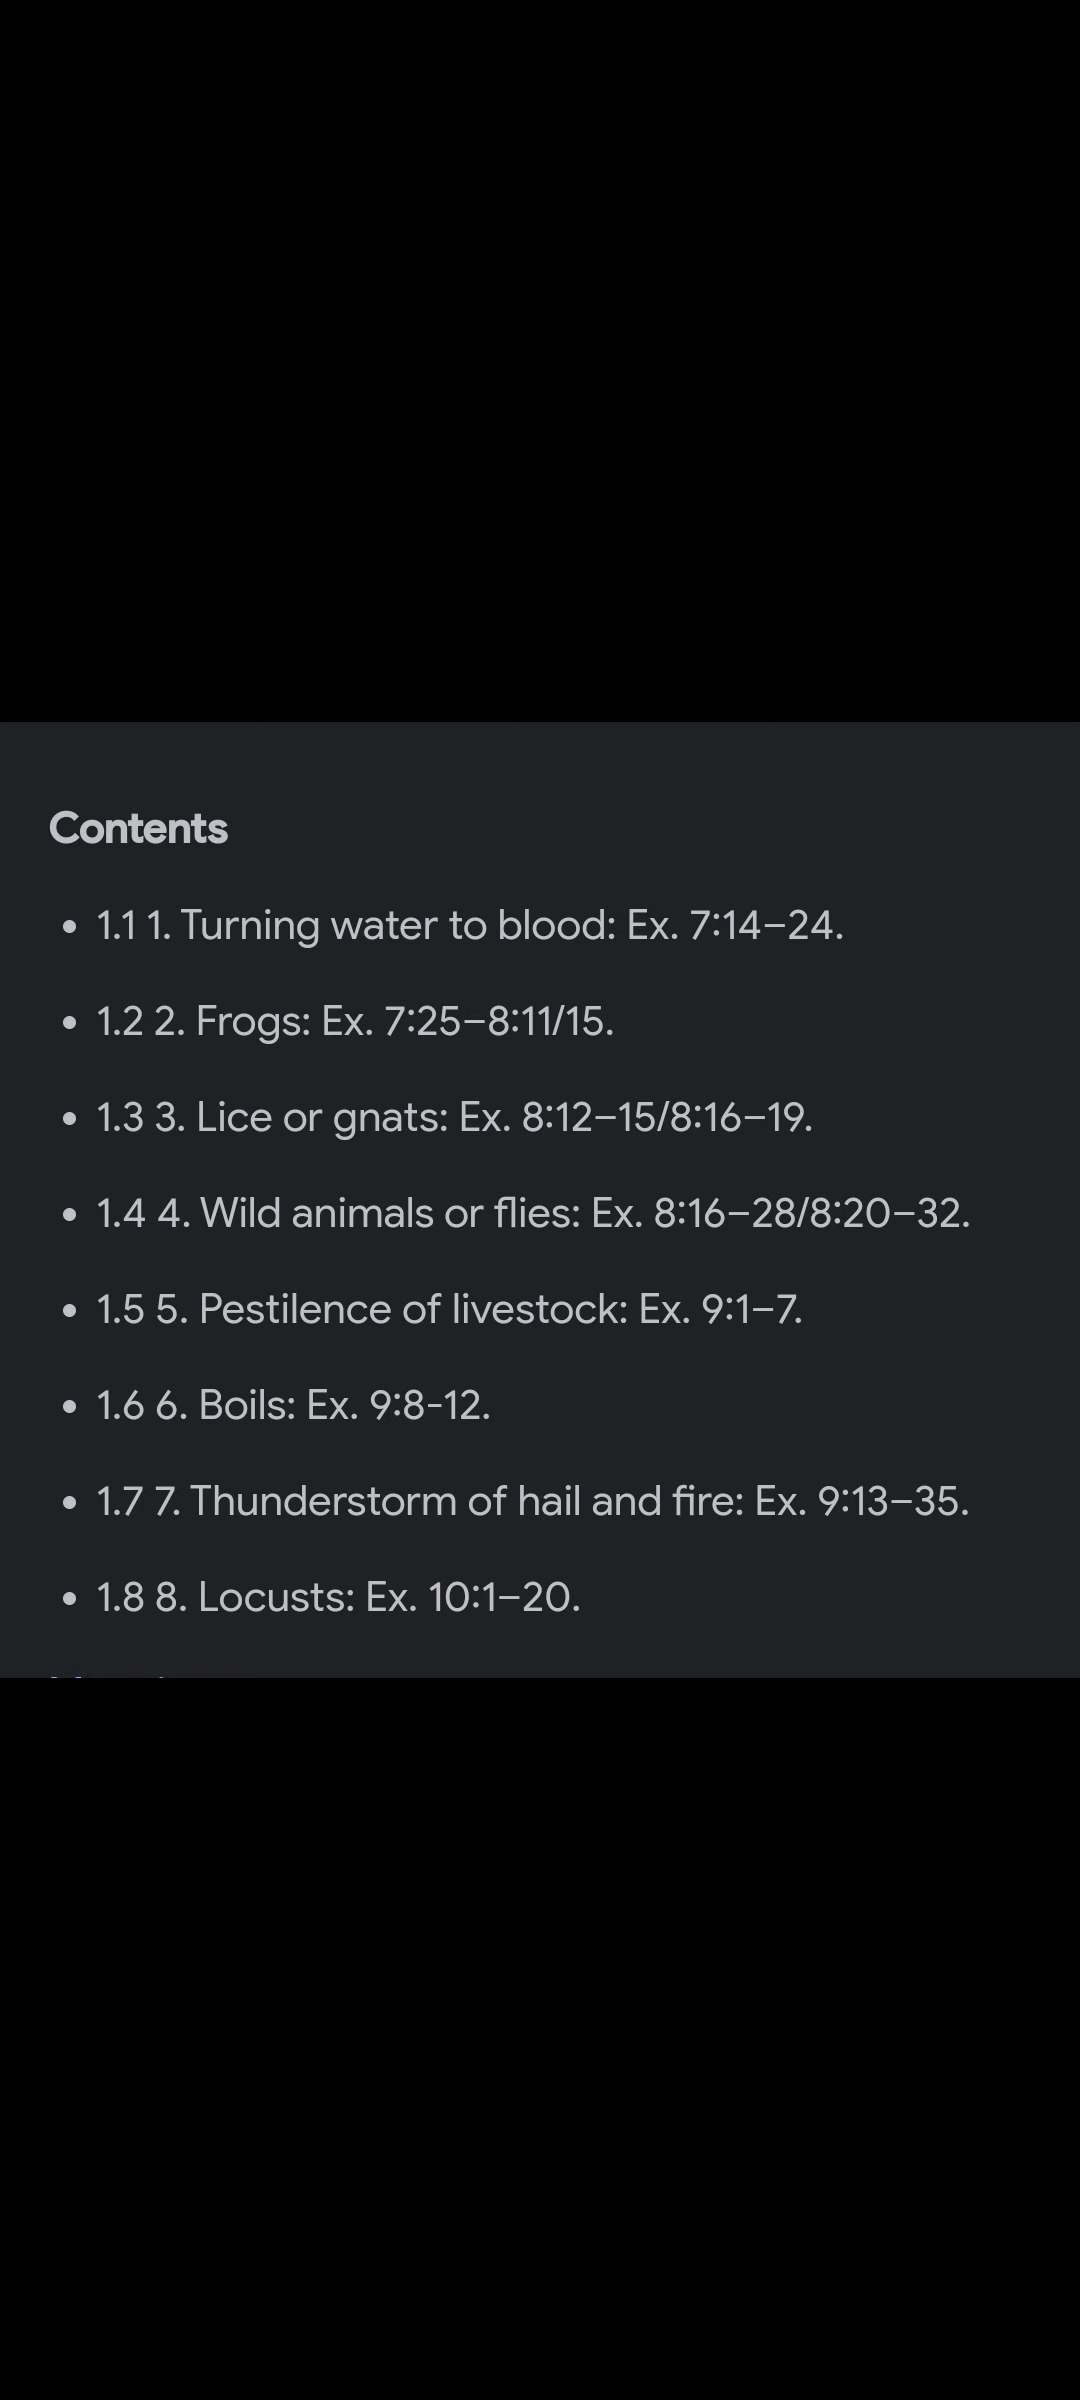 Contents
1.1 1. Turning water to blood: Ex. 7:14–24.
1.2 2. Frogs: Ex. 7:25–8:11/15.
1.3 3. Lice or gnats: Ex. 8:12–15/8:16–19.
1.4 4. Wild animals or flies: Ex. 8:16–28/8:20–32.
1.5 5. Pestilence of livestock: Ex. 9:1–7.
1.6 6. Boils: Ex. 9:8-12.
1.7 7. Thunderstorm of hail and fire: Ex. 9:13–35.
1.8 8. Locusts: Ex. 10:1–20.